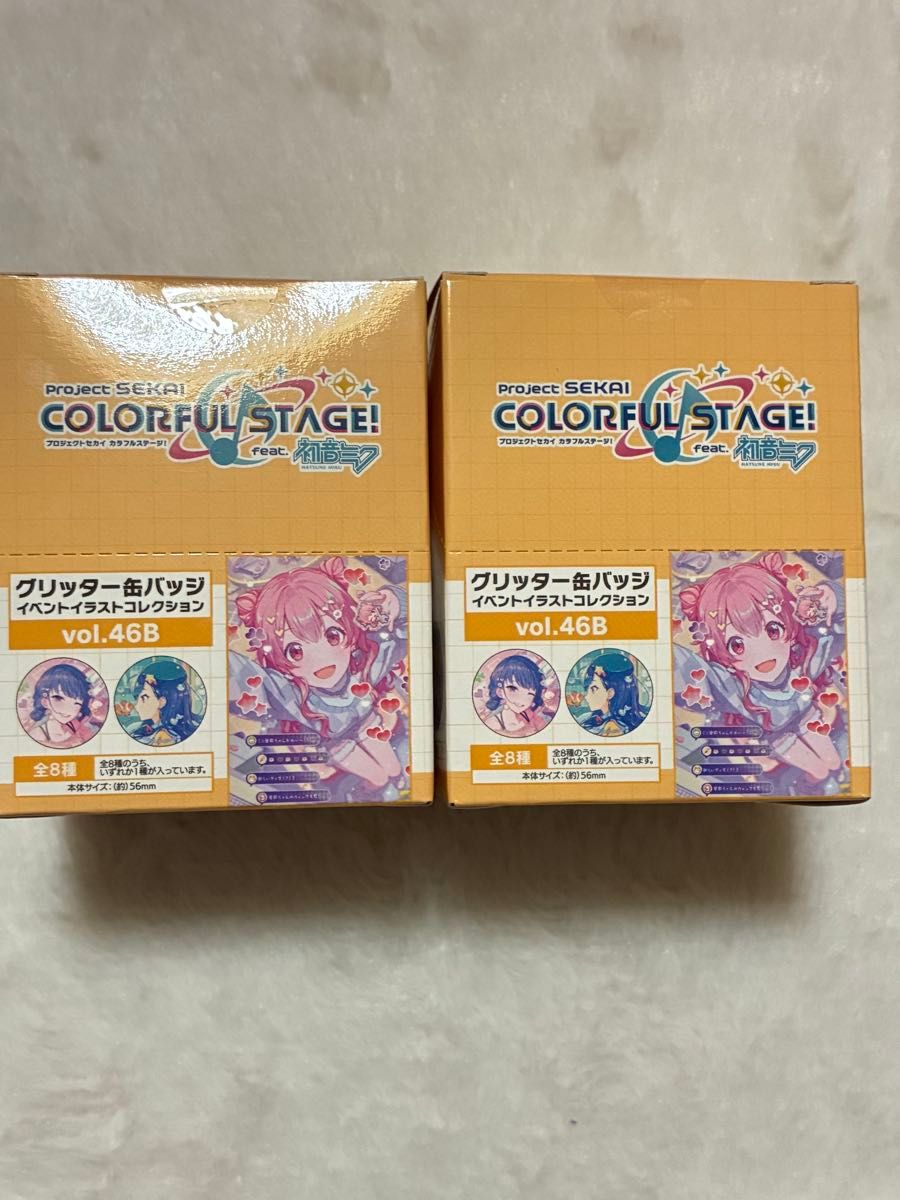 Project SEKAI
COLORFUL STAGE!
プロジェクトセカイ カラフルステージ!
feat. 初音ミク
HATSUNE MIKU
グリッター缶バッジ
イベントイラストコレクション
vol.46B
全8種
全8種のうち、
いずれか1種が入っています。
本体サイズ:(約)56mm
Project SEKAI
COLORFUL STAGE!
プロジェクトセカイ カラフルステージ!
feat. 初音ミク
HATSUNE MIKU
グリッター缶バッジ
イベントイラストコレクション
vol.46B
全8種
全8種のうち、
いずれか1種が入っています。
本体サイズ:(約)56mm